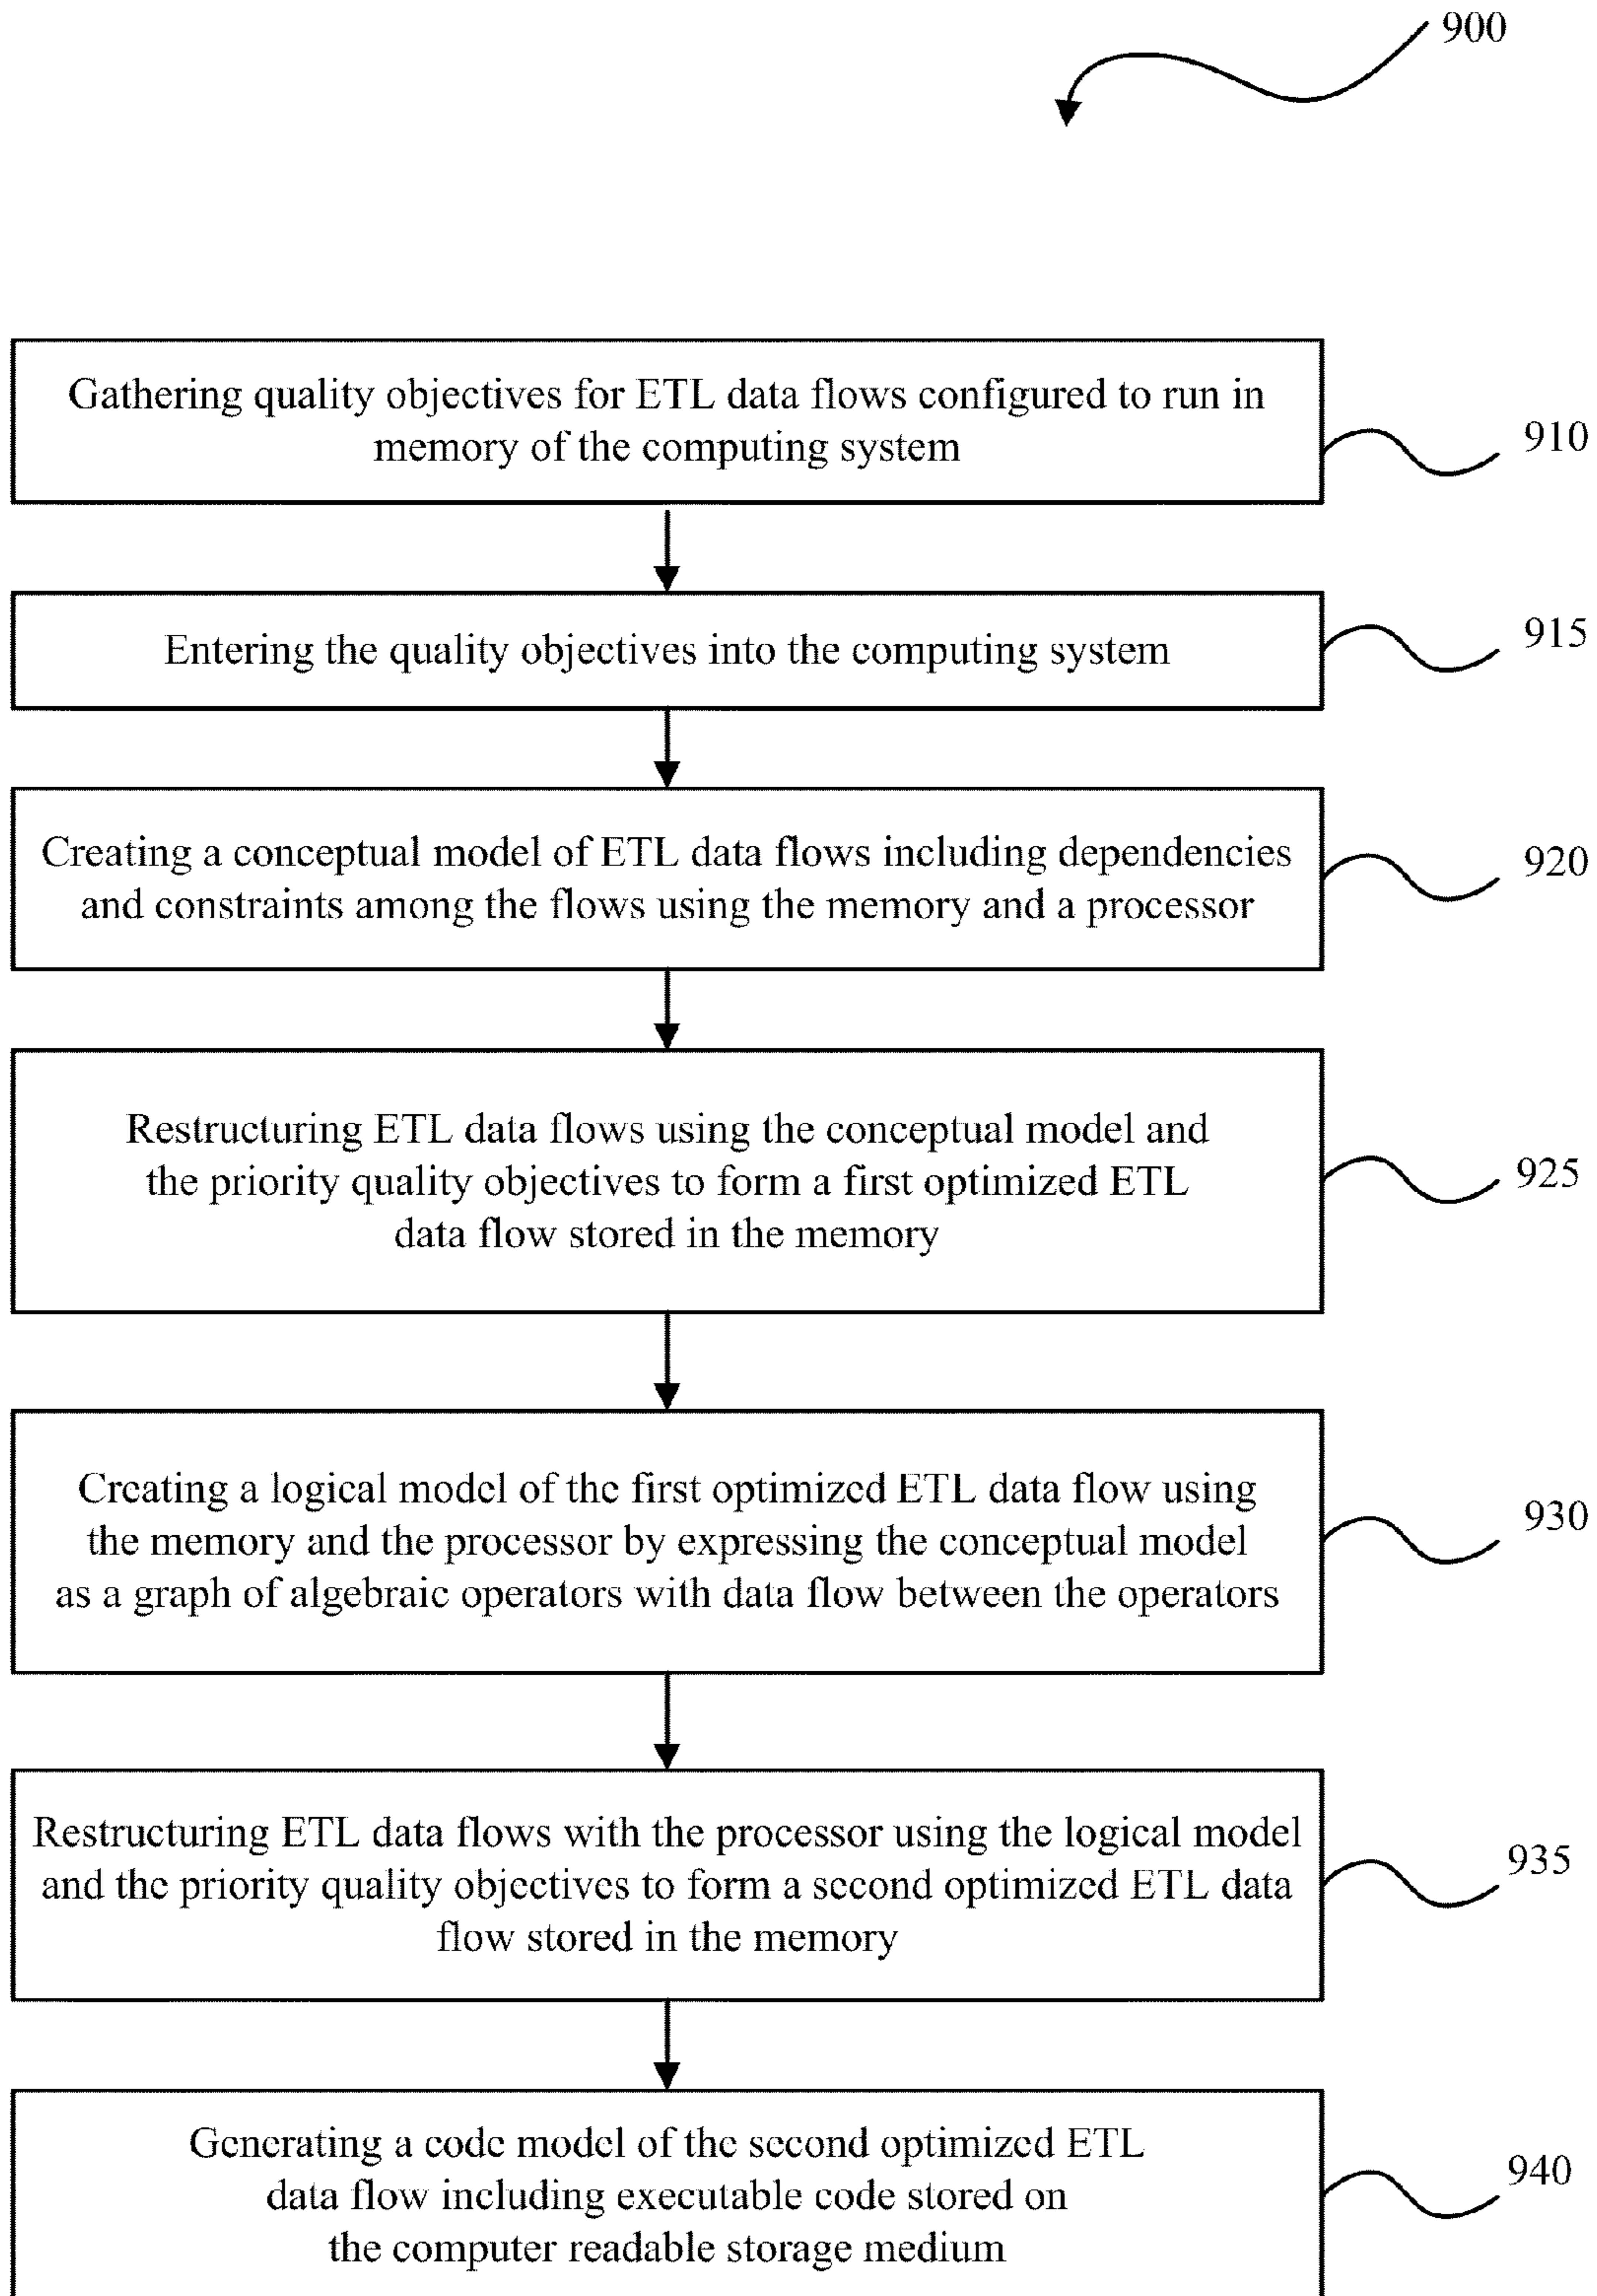 900
Gathering quality objectives for ETL data flows configured to run in
memory of the computing system
910
Entering the quality objectives into the computing system
915
Creating a conceptual model of ETL data flows including dependencies
and constraints among the flows using the memory and a processor
920
Restructuring ETL data flows using the conceptual model and
the priority quality objectives to form a first optimized ETL
data flow stored in the memory
925
Creating a logical model of the first optimized ETL data flow using
the memory and the processor by expressing the conceptual model
as a graph of algebraic operators with data flow between the operators
930
Restructuring ETL data flows with the processor using the logical model
and the priority quality objectives to form a second optimized ETL data
flow stored in the memory
935
Generating a code model of the second optimized ETL
data flow including executable code stored on
the computer readable storage medium
940